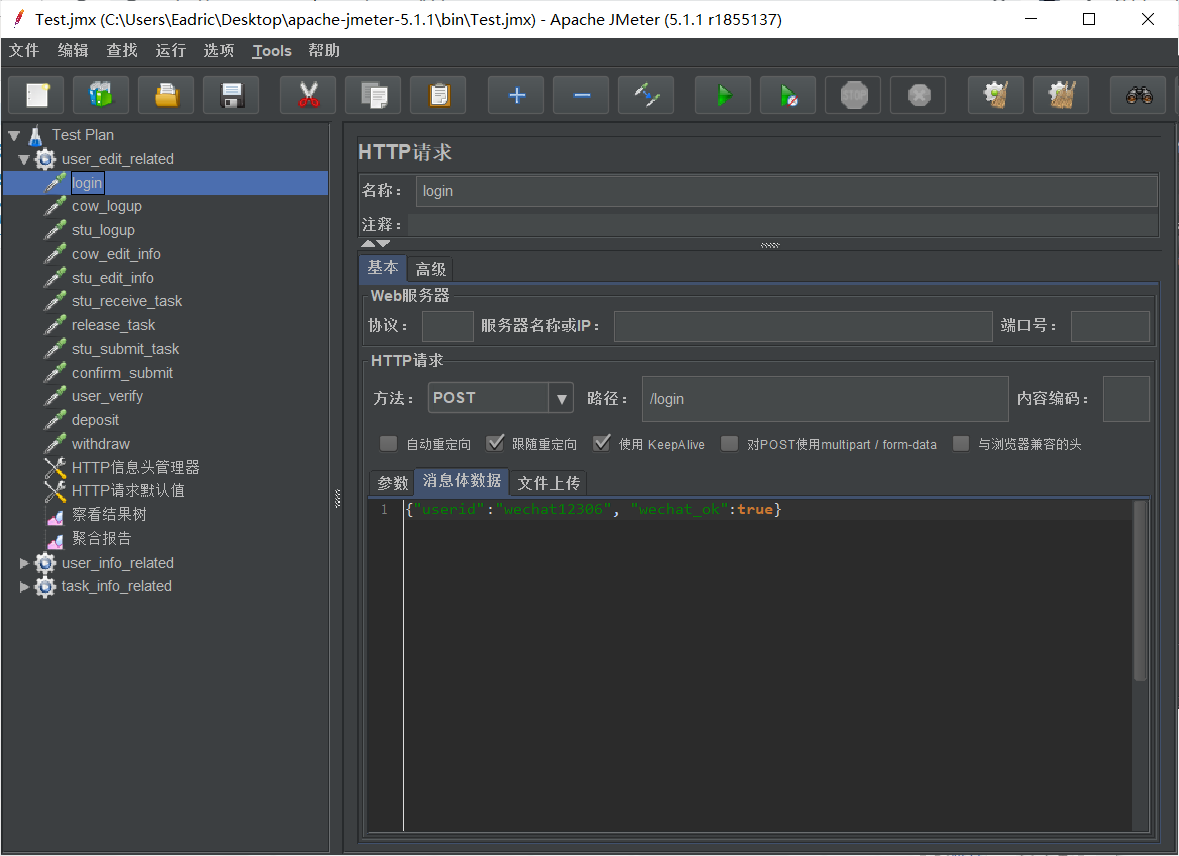 Test.jmx (C:\Users\Eadric\Desktop\apache-jmeter-5.1.1\bin\Test.jmx) - Apache JMeter (5.1.1 r1855137)
文件 编辑 查找 运行 选项 Tools 帮助
STOP
Test Plan
user_edit_related
login
cow_logup
stu_logup
cow_edit_info
stu_edit_info
stu_receive_task
release_task
stu_submit_task
confirm_submit
user_verify
deposit
withdraw
HTTP信息头管理器
HTTP请求默认值
察看结果树
聚合报告
user_info_related
task_info_related
HTTP请求
名称： login
注释：
基本 高级
Web服务器
协议： 服务器名称或IP： 端口号：
HTTP请求
方法： POST 路径： /login 内容编码：
自动重定向 跟随重定向 使用 KeepAlive 对POST使用multipart / form-data 与浏览器兼容的头
参数 消息体数据 文件上传
1 {"userid":"wechat12306", "wechat_ok":true}